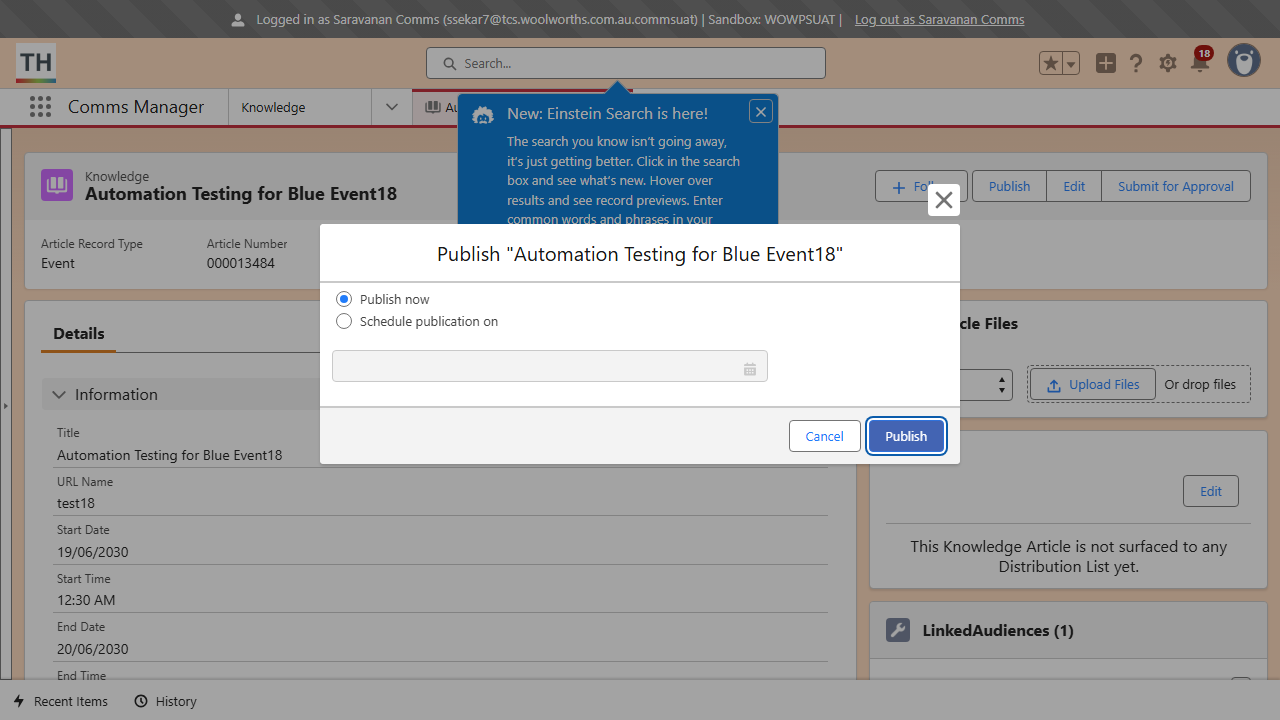 Logged in as Saravanan Comms (ssekar7@tcs.woolworths.com.au.commsuat) | Sandbox: WOWPSUAT | Log out as Saravanan Comms
TH
Search...
18
Comms Manager
Knowledge
New: Einstein Search is here!
The search you know isn't going away,
it's just getting better. Click in the search
box and see what's new. Hover over
results and see record previews. Enter
common words and phrases in your
Knowledge
Automation Testing for Blue Event18
Publish
Edit
Submit for Approval
Article Record Type
Event
Article Number
000013484
Publish "Automation Testing for Blue Event18"
Publish now
Schedule publication on
Cancel
Publish
Details
Information
Title
Automation Testing for Blue Event18
URL Name
test18
Start Date
19/06/2030
Start Time
12:30 AM
End Date
20/06/2030
End Time
Files
Upload Files
Or drop files
Edit
This Knowledge Article is not surfaced to any
Distribution List yet.
LinkedAudiences (1)
Recent Items
History